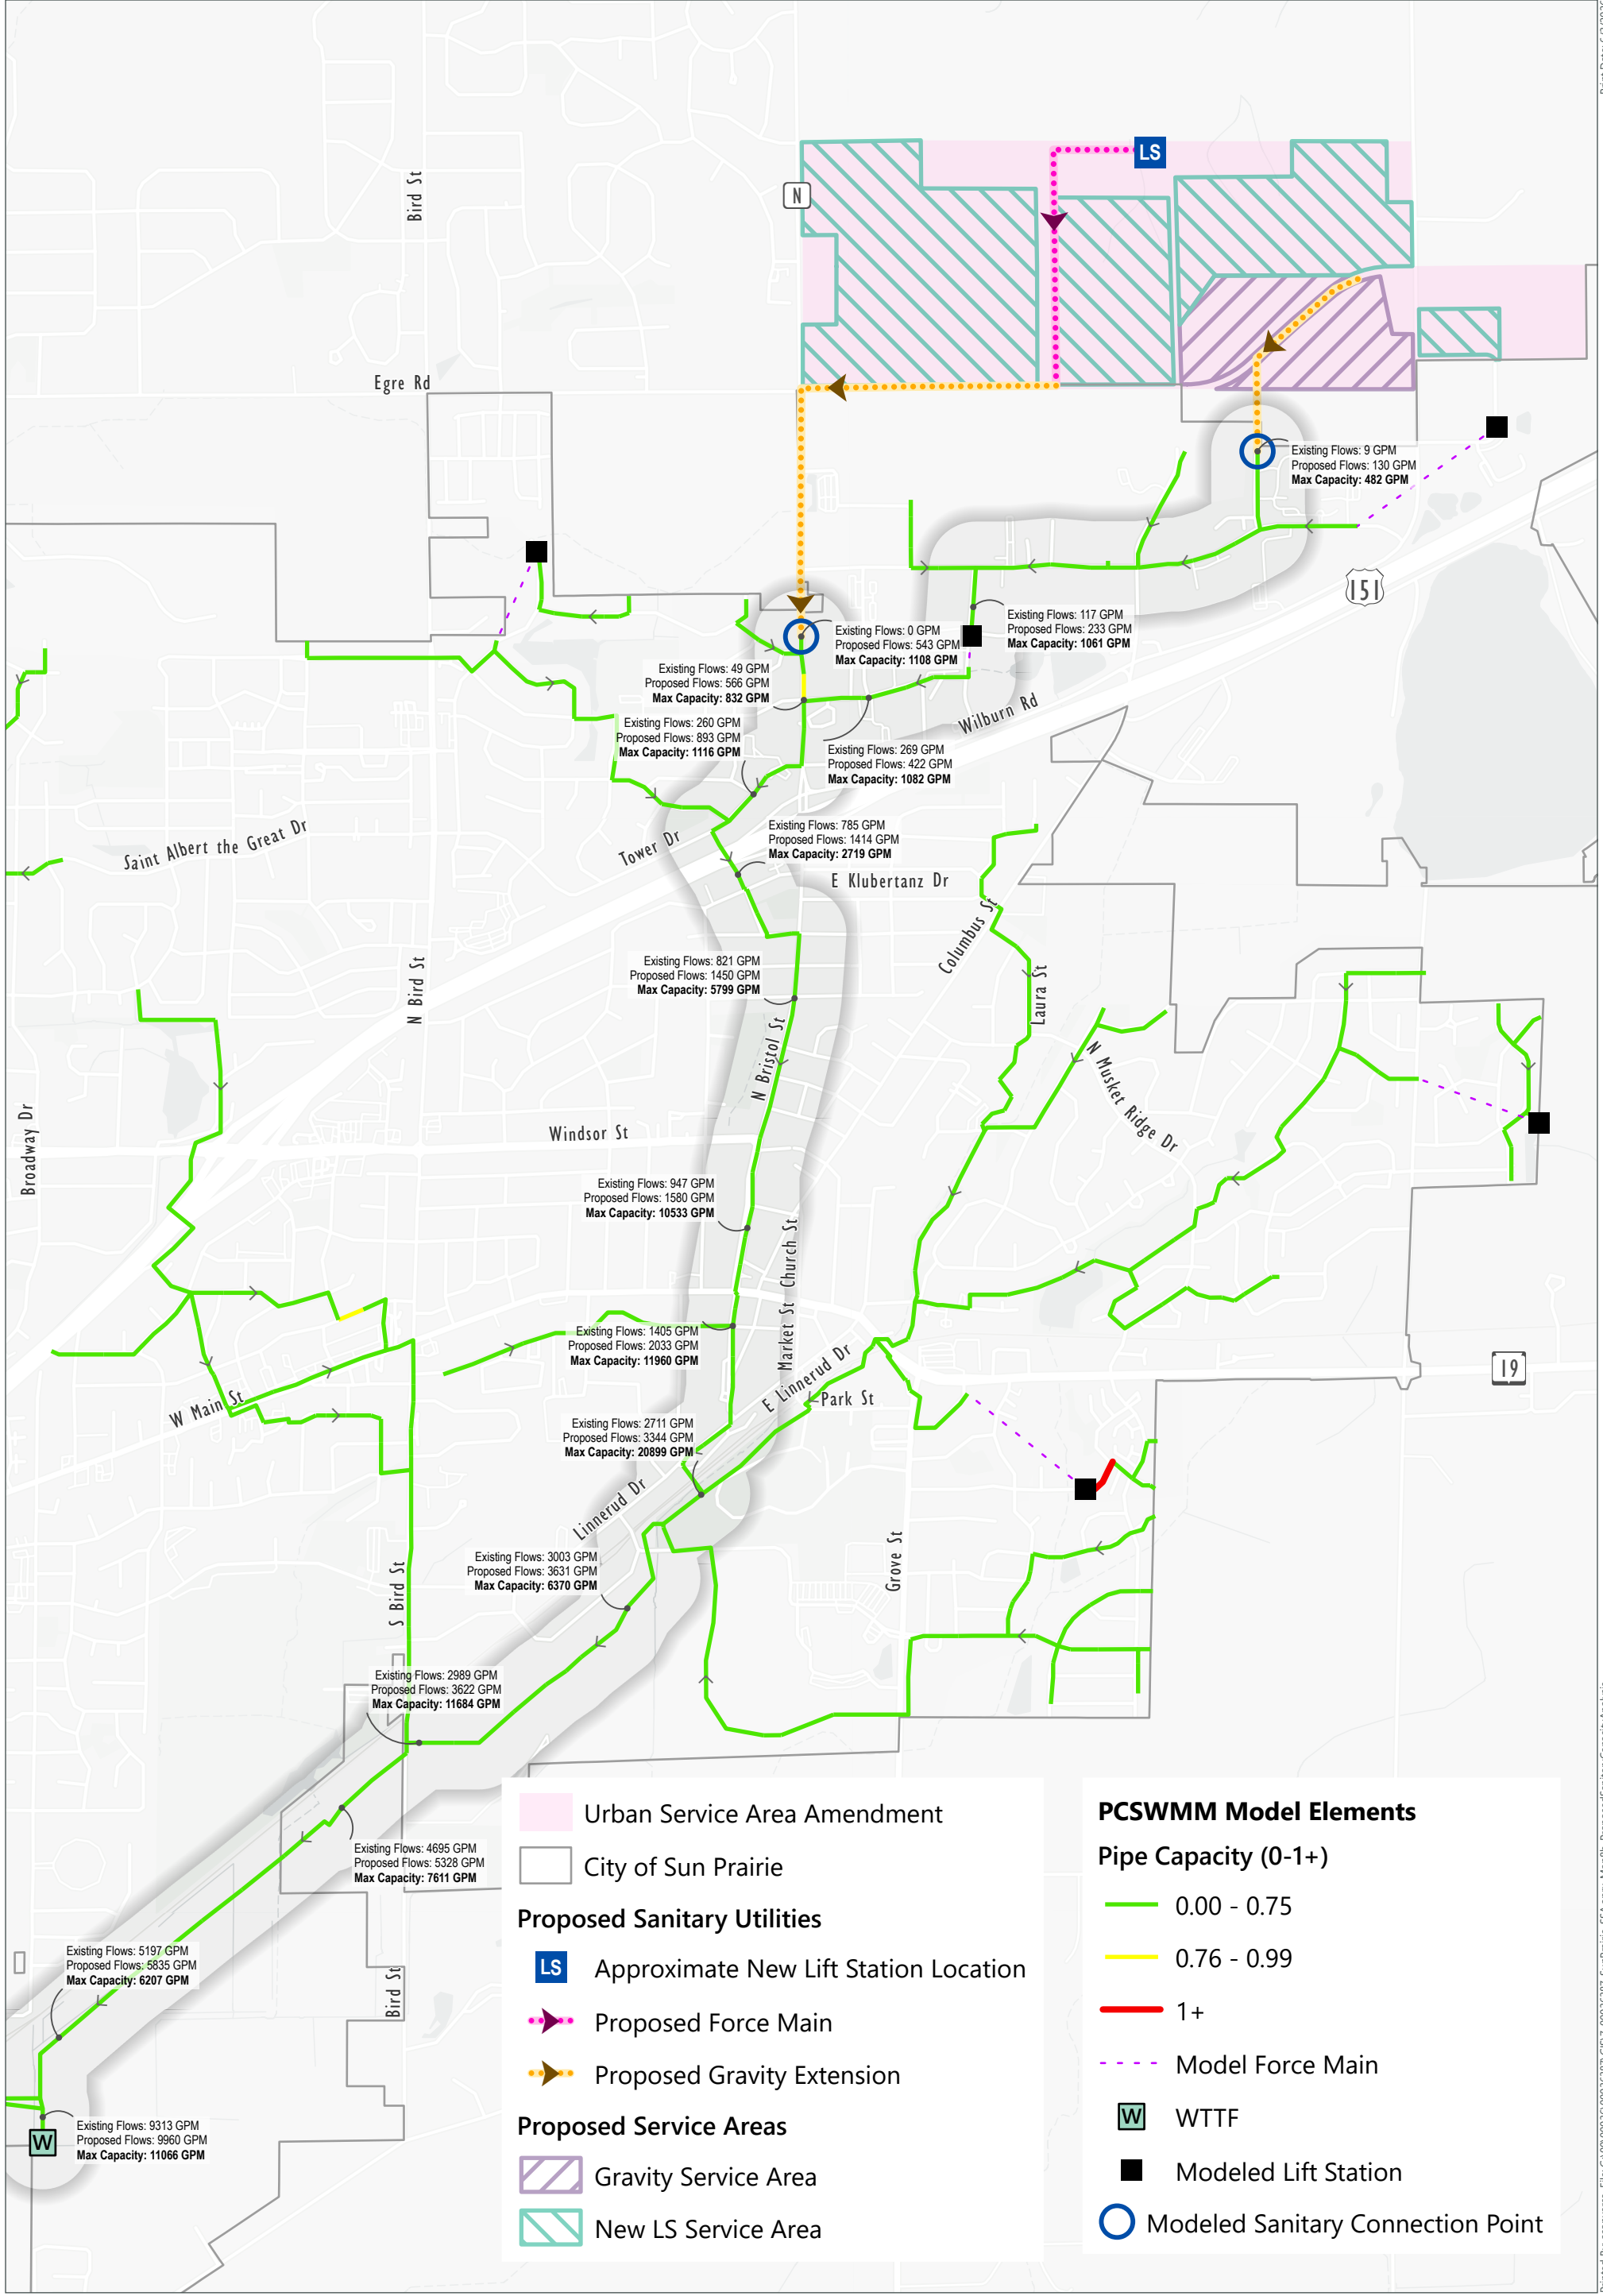 Bird St
N
LS
Egre Rd
Existing Flows: 9 GPM
Proposed Flows: 130 GPM
Max Capacity: 482 GPM
151
Existing Flows: 117 GPM
Proposed Flows: 233 GPM
Max Capacity: 1061 GPM
Existing Flows: 0 GPM
Proposed Flows: 543 GPM
Max Capacity: 1108 GPM
Existing Flows: 49 GPM
Proposed Flows: 566 GPM
Max Capacity: 832 GPM
Wilburn Rd
Existing Flows: 260 GPM
Proposed Flows: 893 GPM
Max Capacity: 1116 GPM
Existing Flows: 269 GPM
Proposed Flows: 422 GPM
Max Capacity: 1082 GPM
Saint Albert the Great Dr
Tower Dr
Existing Flows: 785 GPM
Proposed Flows: 1414 GPM
Max Capacity: 2719 GPM
E Klubertanz Dr
Columbus St
Existing Flows: 821 GPM
Proposed Flows: 1450 GPM
Max Capacity: 5799 GPM
N Bird St
Laura St
N Bristol St
N Musket Ridge Dr
Broadway Dr
Windsor St
Existing Flows: 947 GPM
Proposed Flows: 1580 GPM
Max Capacity: 10533 GPM
Church St
Market St
Existing Flows: 1405 GPM
Proposed Flows: 2033 GPM
Max Capacity: 11960 GPM
E Linnerud Dr
19
W Main St
Park St
Existing Flows: 2711 GPM
Proposed Flows: 3344 GPM
Max Capacity: 20899 GPM
Linnerud Dr
Grove St
Existing Flows: 3003 GPM
Proposed Flows: 3631 GPM
Max Capacity: 6370 GPM
S Bird St
Existing Flows: 2989 GPM
Proposed Flows: 3622 GPM
Max Capacity: 11684 GPM
Existing Flows: 4695 GPM
Proposed Flows: 5328 GPM
Max Capacity: 7611 GPM
Existing Flows: 5197 GPM
Proposed Flows: 5835 GPM
Max Capacity: 6207 GPM
Bird St
Existing Flows: 9313 GPM
Proposed Flows: 9960 GPM
Max Capacity: 11066 GPM
W
Urban Service Area Amendment
City of Sun Prairie
Proposed Sanitary Utilities
LS Approximate New Lift Station Location
Proposed Force Main
Proposed Gravity Extension
Proposed Service Areas
Gravity Service Area
New LS Service Area
PCSWMM Model Elements
Pipe Capacity (0-1+)
0.00 - 0.75
0.76 - 0.99
1+
Model Force Main
W WTTF
Modeled Lift Station
Modeled Sanitary Connection Point